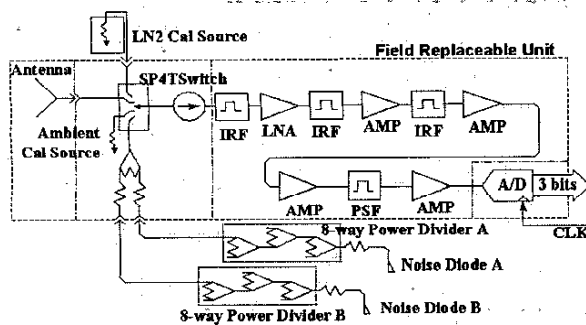 LN2 Cal Source
Field Replaceable Unit
SP4TSwitch
Antenna
Ambient
Cal Source
IRF
LNA
IRF
AMP
IRF
AMP
AMP
PSF
AMP
A/D
3 bits
CLK
8-way Power Divider A
Noise Diode A
8-way Power Divider B
Noise Diode B